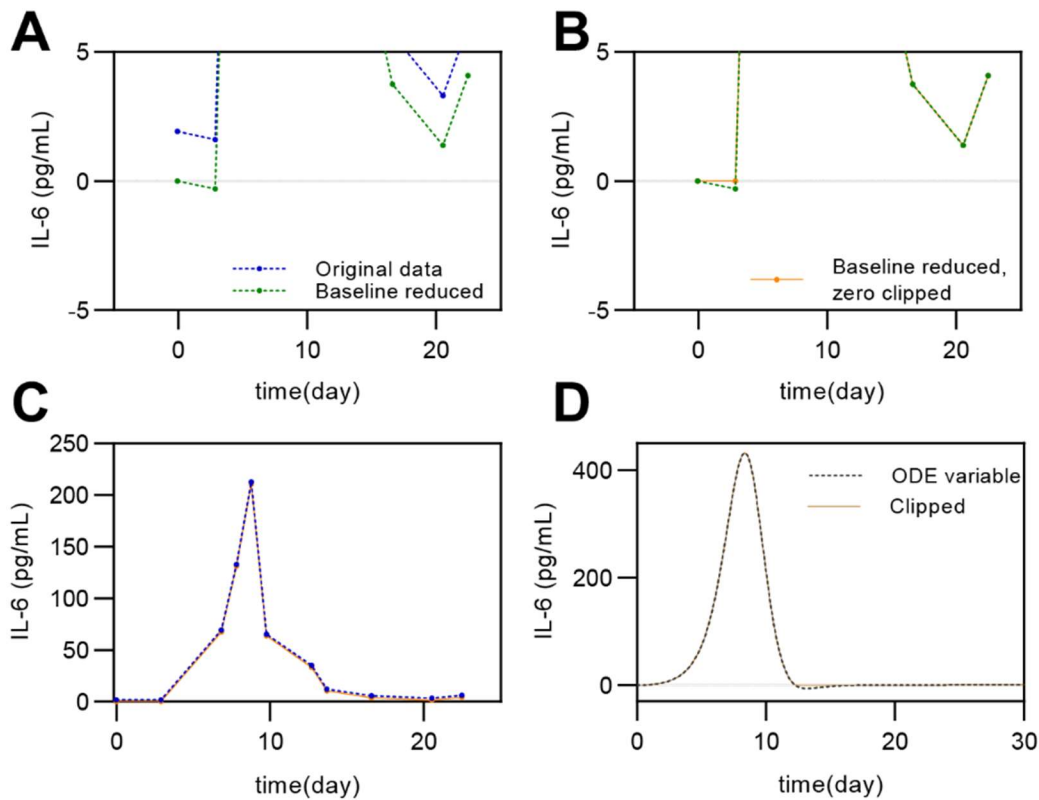 A
5
0
-5
IL-6 (pg/mL)
Original data
Baseline reduced
0 10 20
time(day)
B
5
0
-5
IL-6 (pg/mL)
Baseline reduced,
zero clipped
0 10 20
time(day)
C
250
200
150
100
50
0
IL-6 (pg/mL)
0 10 20
time(day)
D
400
200
0
IL-6 (pg/mL)
ODE variable
Clipped
0 10 20 30
time(day)